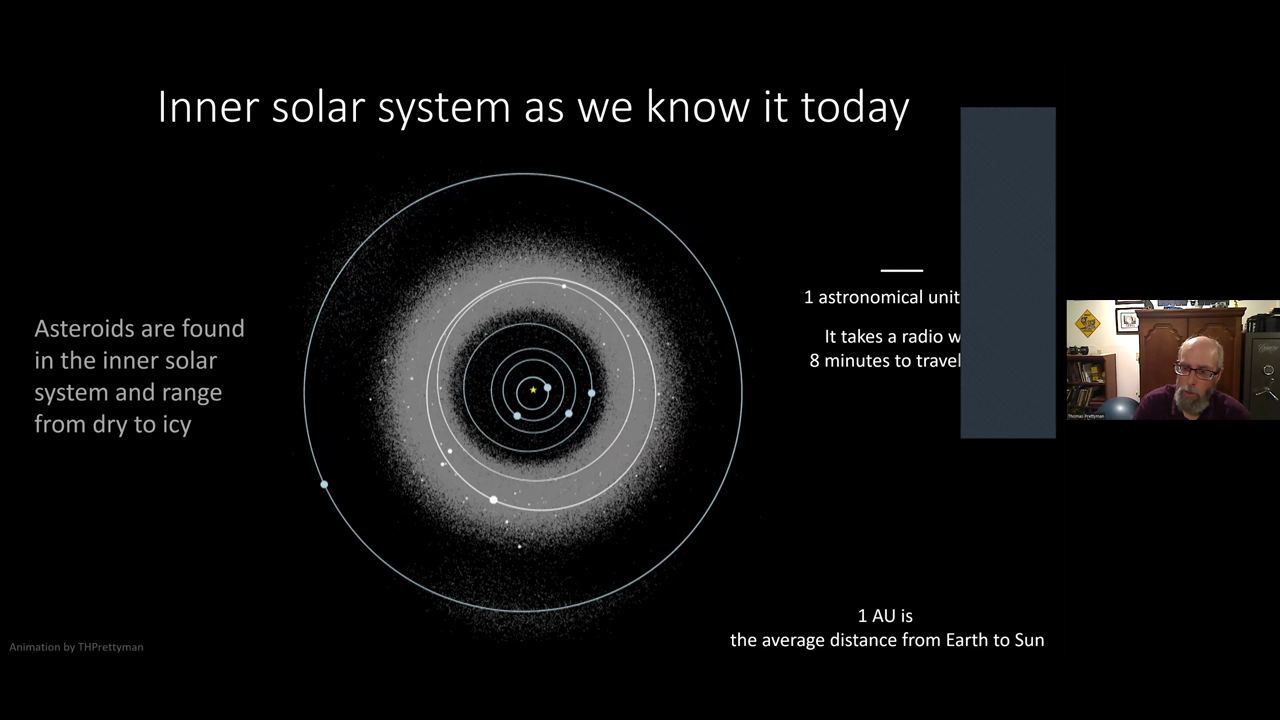 Inner solar system as we know it today
Asteroids are found
in the inner solar
system and range
from dry to icy
1 astronomical unit
It takes a radio w
8 minutes to travel
1 AU is
the average distance from Earth to Sun
Animation by THPrettyman
Thomas Prettyman